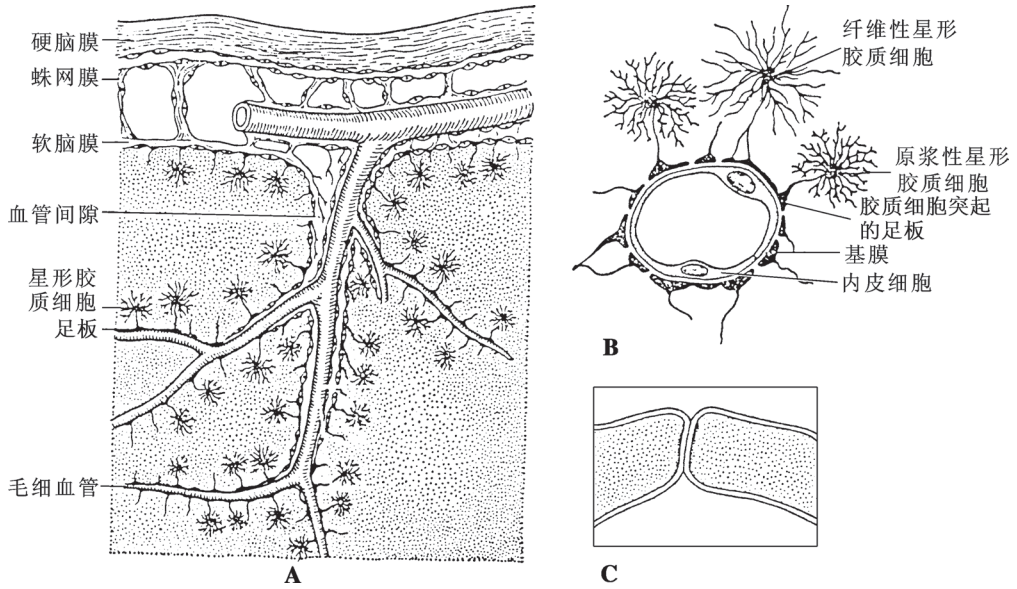 硬脑膜
蛛网膜
软脑膜
血管间隙
星形胶
质细胞
足板
毛细血管
A
纤维性星形
胶质细胞
原浆性星形
胶质细胞
胶质细胞突起
的足板
基膜
内皮细胞
B
C